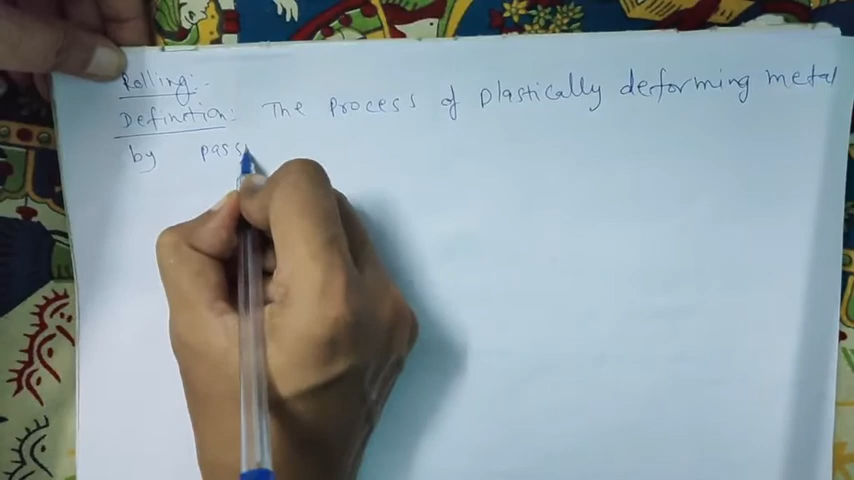 Rolling:-
Definition: The process of plastically deforming metal
by pass